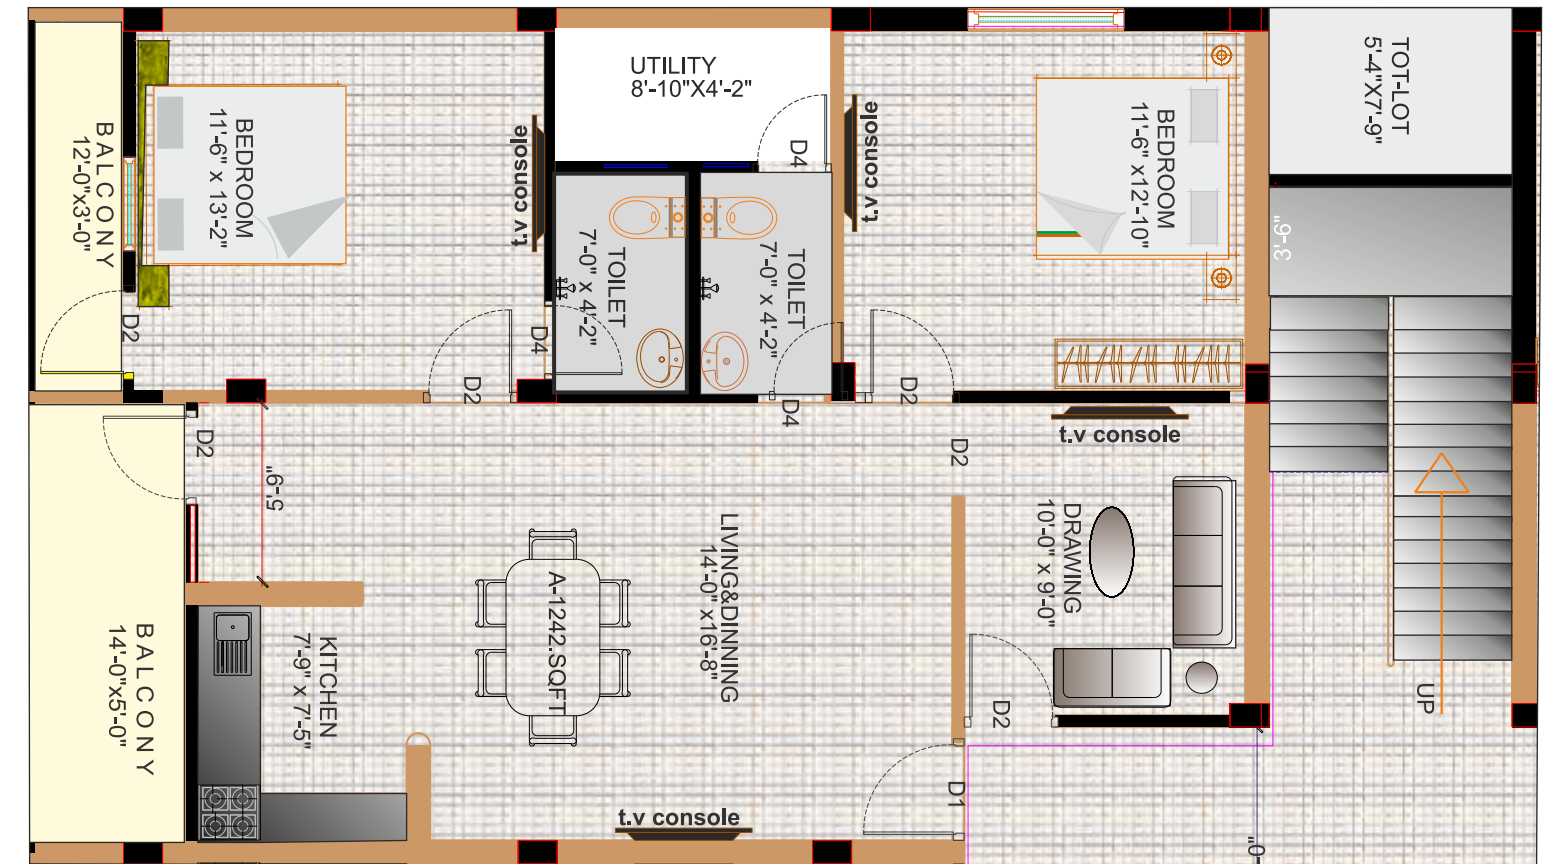 UTILITY
8'-10"X4'-2"
TOT-LOT
5'-4"X7'-9"
BALCONY
12'-0"x3'-0"
BEDROOM
11'-6" x 13'-2"
t.v console
D4
t.v console
BEDROOM
11'-6" x12'-10"
3'-9"
TOILET
7'-0" x 4'-2"
TOILET
7'-0" x 4'-2"
D2
D4
D2
D4
D2
t.v console
D2
D2
5'-9"
LIVING&DINNING
14'-0" x16'-8"
DRAWING
10'-0" x 9'-0"
A-1242.SQFT
BALCONY
14'-0"x5'-0"
KITCHEN
7'-9" x 7'-5"
UP
D2
D1
t.v console